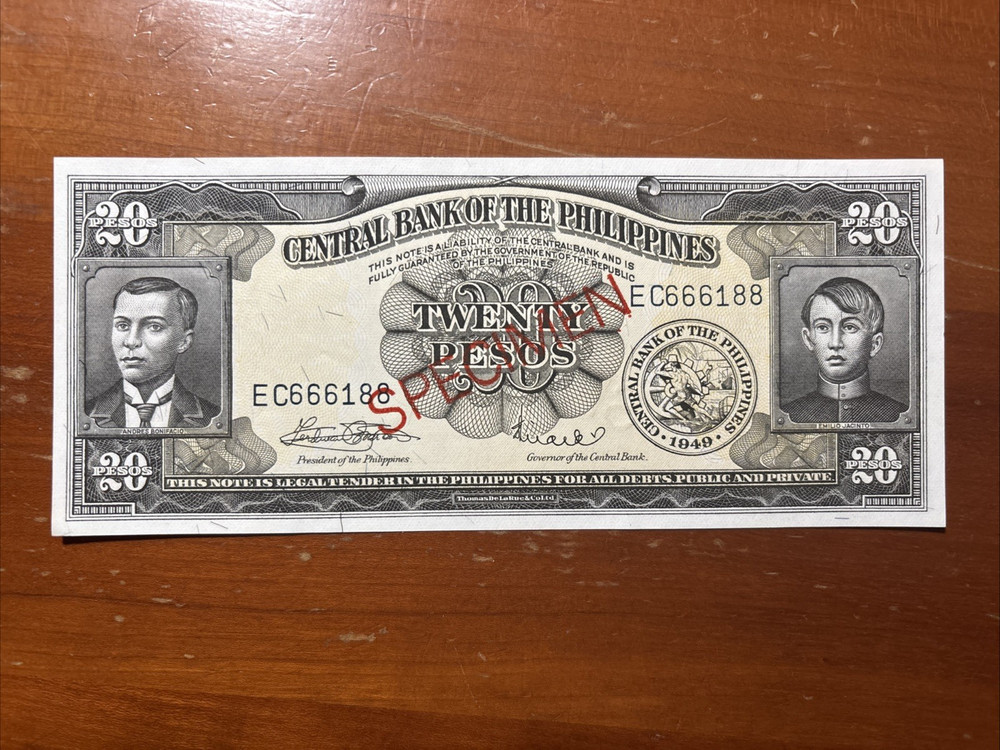 20 PESOS
20 PESOS
CENTRAL BANK OF THE PHILIPPINES
THIS NOTE IS A LIABILITY OF THE CENTRAL BANK AND IS
FULLY GUARANTEED BY THE GOVERNMENT OF THE REPUBLIC
OF THE PHILIPPINES
EC666188
20
TWENTY
PESOS
SPECIMEN
EC666188
CENTRAL BANK OF THE PHILIPPINES
• 1949 •
ANDRES BONIFACIO
EMILIO JACINTO
President of the Philippines.
Governor of the Central Bank.
20 PESOS
20 PESOS
THIS NOTE IS LEGAL TENDER IN THE PHILIPPINES FOR ALL DEBTS, PUBLIC AND PRIVATE.
Thomas De La Rue & Co. Ltd